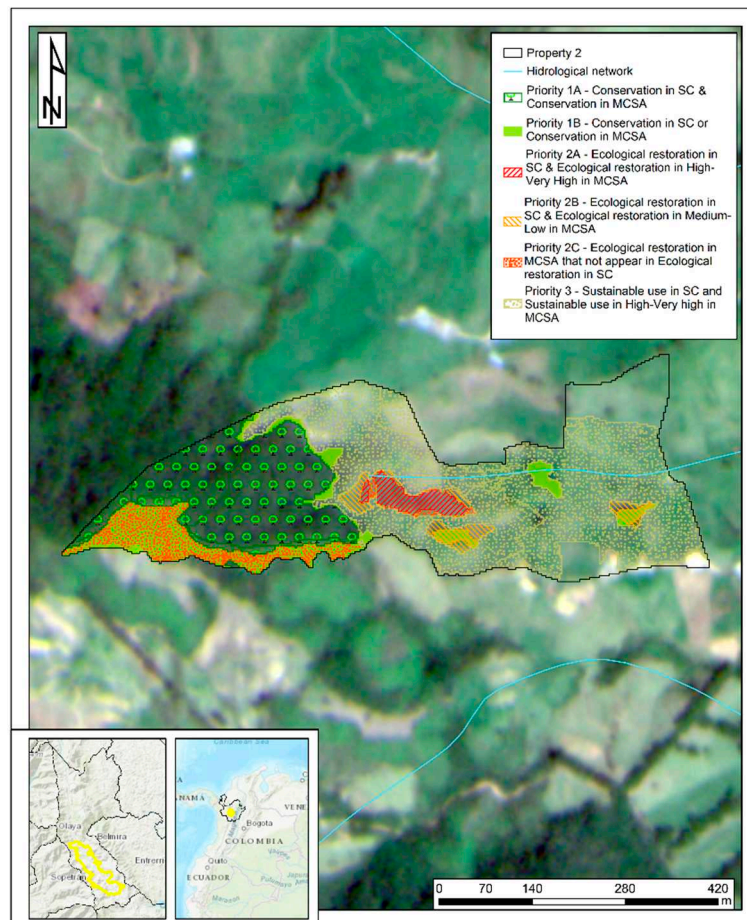 N
Property 2
Hidrological network
Priority 1A - Conservation in SC &
Conservation in MCSA
Priority 1B - Conservation in SC or
Conservation in MCSA
Priority 2A - Ecological restoration in
SC & Ecological restoration in High-
Very High in MCSA
Priority 2B - Ecological restoration in
SC & Ecological restoration in Medium-
Low in MCSA
Priority 2C - Ecological restoration in
MCSA that not appear in Ecological
restoration in SC
Priority 3 - Sustainable use in SC and
Sustainable use in High-Very high in
MCSA
Olaya
Belmira
Entrerri
Sopetran
Caribbean Sea
PANAMÁ
VENE
Bogota
COLOMBIA
Quito
ECUADOR
0 70 140 280 420
m